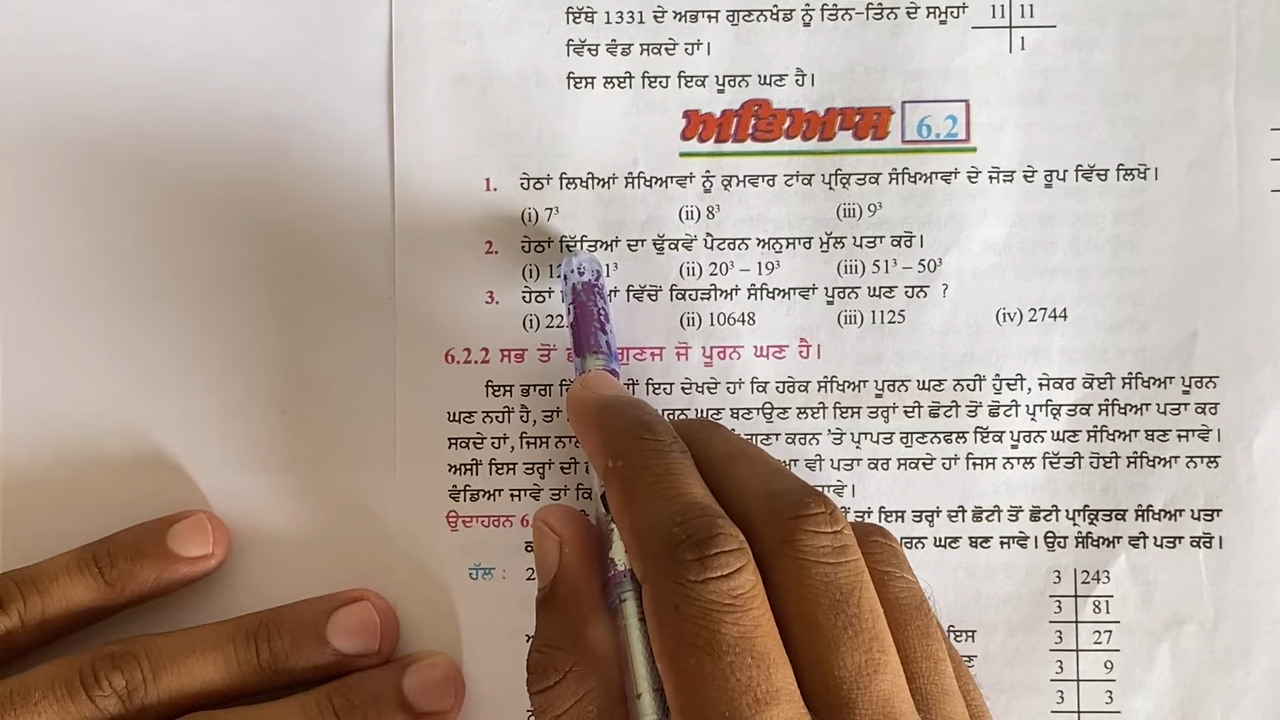 ਇੱਥੇ 1331 ਦੇ ਅਭਾਜ ਗੁਣਨਖੰਡ ਨੂੰ ਤਿੰਨ-ਤਿੰਨ ਦੇ ਸਮੂਹਾਂ
ਵਿੱਚ ਵੰਡ ਸਕਦੇ ਹਾਂ।
ਇਸ ਲਈ ਇਹ ਇਕ ਪੂਰਨ ਘਣ ਹੈ।
11 11
1
ਅਭਿਆਸ 6.2
1. ਹੇਠਾਂ ਲਿਖੀਆਂ ਸੰਖਿਆਵਾਂ ਨੂੰ ਕ੍ਰਮਵਾਰ ਟਾਂਕ ਪ੍ਰਕ੍ਰਿਤਕ ਸੰਖਿਆਵਾਂ ਦੇ ਜੋੜ ਦੇ ਰੂਪ ਵਿੱਚ ਲਿਖੋ।
(i) 7³ (ii) 8³ (iii) 9³
2. ਹੇਠਾਂ ਦਿੱਤਿਆਂ ਦਾ ਢੁੱਕਵੇਂ ਪੈਟਰਨ ਅਨੁਸਾਰ ਮੁੱਲ ਪਤਾ ਕਰੋ।
(i) (ii) 20³ – 19³ (iii) 51³ – 50³
3. ਹੇਠਾਂ ਵਿੱਚੋਂ ਕਿਹੜੀਆਂ ਸੰਖਿਆਵਾਂ ਪੂਰਨ ਘਣ ਹਨ ?
(i) (ii) 10648 (iii) 1125 (iv) 2744
6.2.2 ਸਭ ਤੋਂ ਗੁਣਜ ਜੋ ਪੂਰਨ ਘਣ ਹੈ।
ਇਸ ਭਾਗ ਇਹ ਦੇਖਦੇ ਹਾਂ ਕਿ ਹਰੇਕ ਸੰਖਿਆ ਪੂਰਨ ਘਣ ਨਹੀਂ ਹੁੰਦੀ, ਜੇਕਰ ਕੋਈ ਸੰਖਿਆ ਪੂਰਨ
ਘਣ ਨਹੀਂ ਹੈ, ਤਾਂ ਘਣ ਬਣਾਉਣ ਲਈ ਇਸ ਤਰ੍ਹਾਂ ਦੀ ਛੋਟੀ ਤੋਂ ਛੋਟੀ ਪ੍ਰਾਕ੍ਰਿਤਕ ਸੰਖਿਆ ਪਤਾ ਕਰ
ਸਕਦੇ ਹਾਂ, ਜਿਸ ਕਰਨ 'ਤੇ ਪ੍ਰਾਪਤ ਗੁਣਨਫਲ ਇੱਕ ਪੂਰਨ ਘਣ ਸੰਖਿਆ ਬਣ ਜਾਵੇ।
ਅਸੀਂ ਇਸ ਤਰ੍ਹਾਂ ਦੀ ਵੀ ਪਤਾ ਕਰ ਸਕਦੇ ਹਾਂ ਜਿਸ ਨਾਲ ਦਿੱਤੀ ਹੋਈ ਸੰਖਿਆ ਨਾਲ
ਵੰਡਿਆ ਜਾਵੇ ਤਾਂ ਕਿ
ਉਦਾਹਰਨ ਤਾਂ ਇਸ ਤਰ੍ਹਾਂ ਦੀ ਛੋਟੀ ਤੋਂ ਛੋਟੀ ਪ੍ਰਾਕ੍ਰਿਤਕ ਸੰਖਿਆ ਪਤਾ
ਘਣ ਬਣ ਜਾਵੇ। ਉਹ ਸੰਖਿਆ ਵੀ ਪਤਾ ਕਰੋ।
ਹੱਲ :
3 243
3 81
3 27
3 9
3 3
ਇਸ